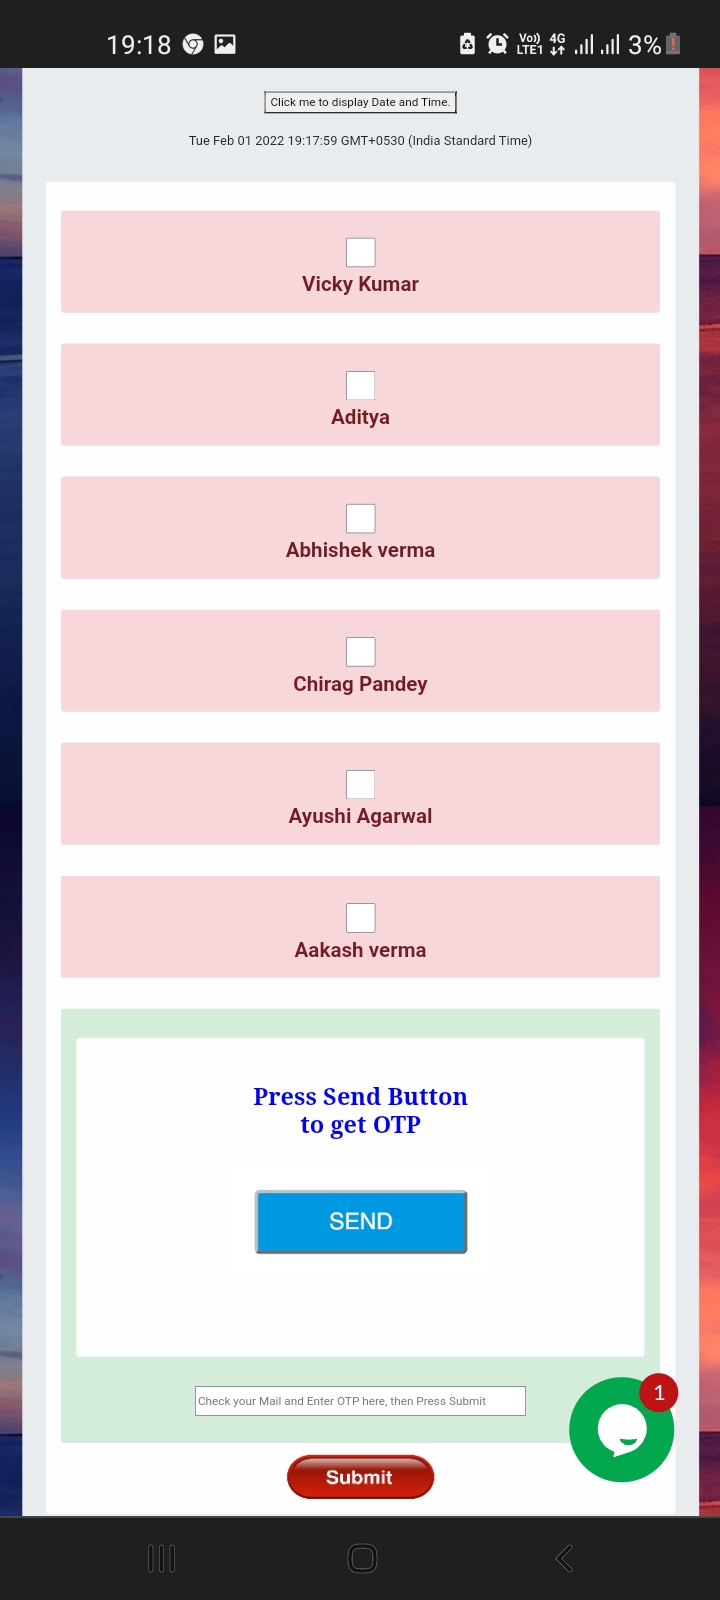 19:18
Vo)) LTE1 4G 3%
Click me to display Date and Time.
Tue Feb 01 2022 19:17:59 GMT+0530 (India Standard Time)
Vicky Kumar
Aditya
Abhishek verma
Chirag Pandey
Ayushi Agarwal
Aakash verma
Press Send Button
to get OTP
SEND
1
Check your Mail and Enter OTP here, then Press Submit
Submit